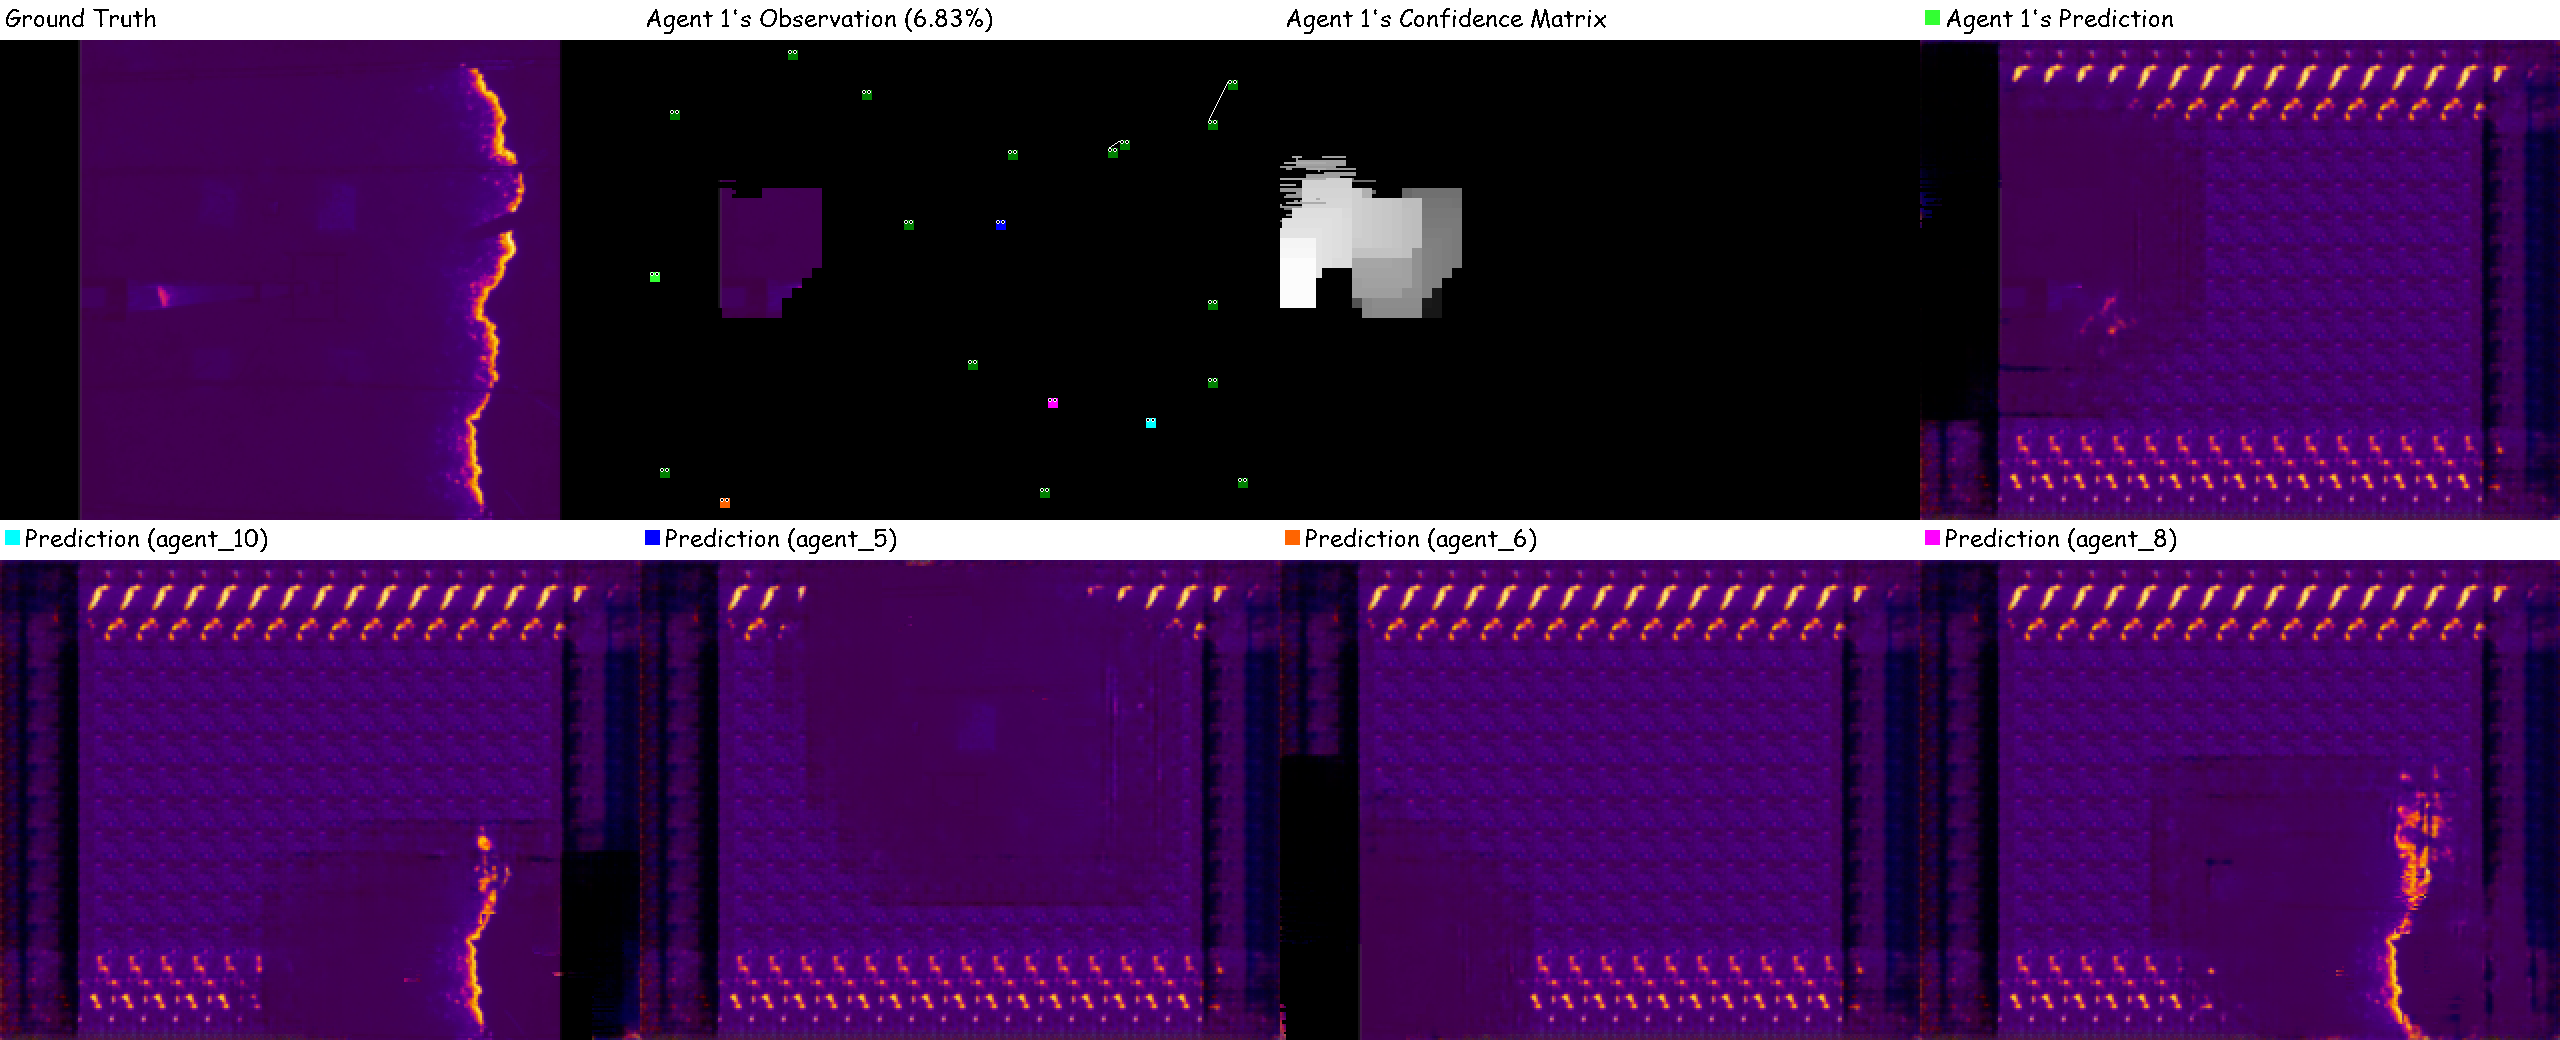 Ground Truth
Agent 1's Observation (6.83%)
Agent 1's Confidence Matrix
Agent 1's Prediction
Prediction (agent_10)
Prediction (agent_5)
Prediction (agent_6)
Prediction (agent_8)